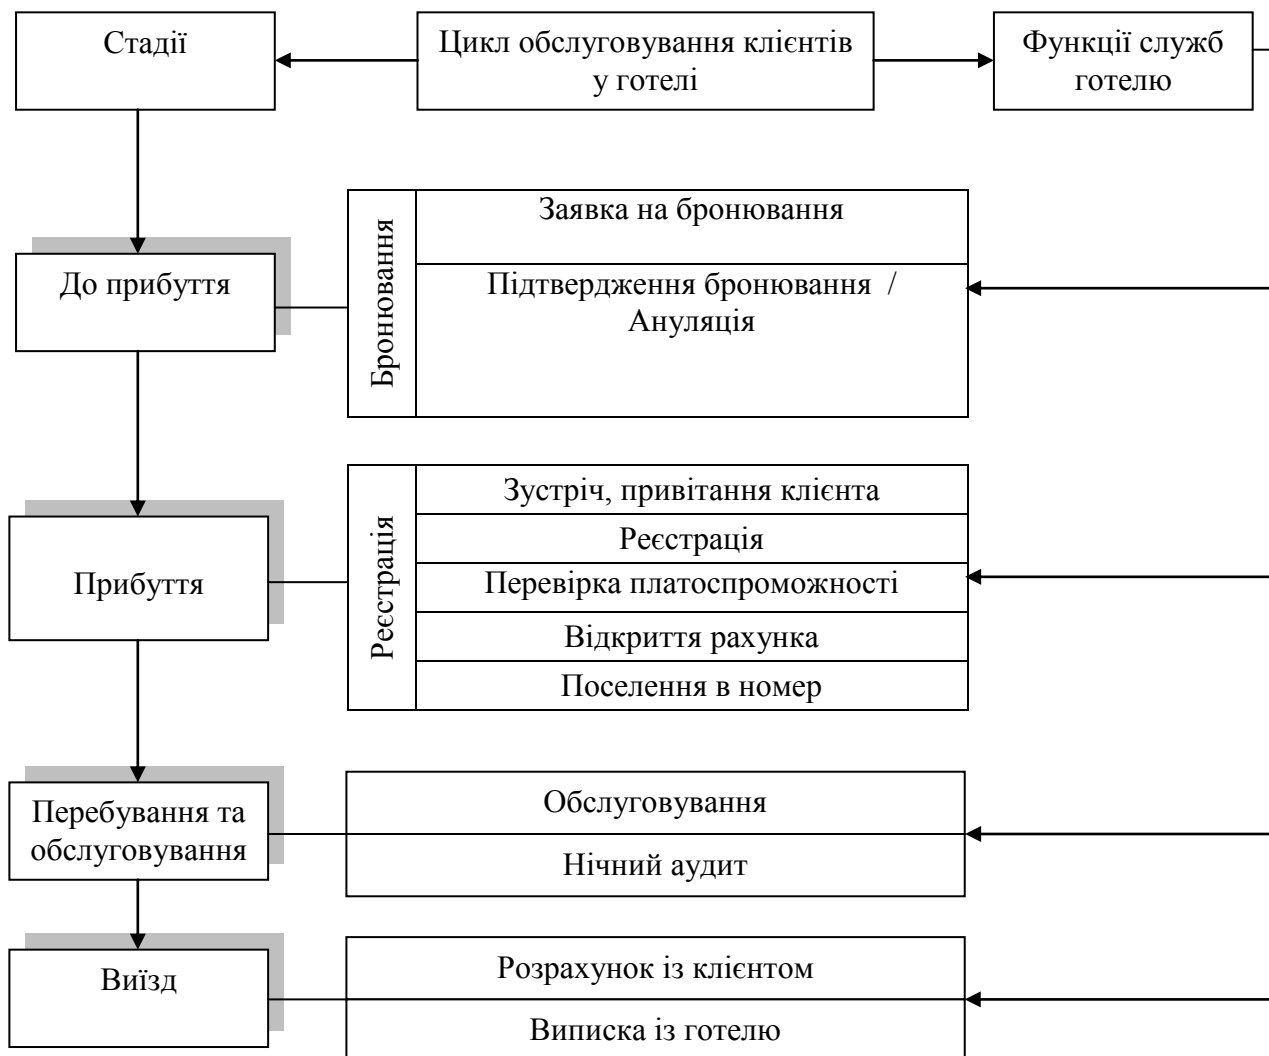 Стадії
Цикл обслуговування клієнтів
у готелі
Функції служб
готелю
До прибуття
Бронювання
Заявка на бронювання
Підтвердження бронювання /
Ануляція
Прибуття
Реєстрація
Зустріч, привітання клієнта
Реєстрація
Перевірка платоспроможності
Відкриття рахунка
Поселення в номер
Перебування та
обслуговування
Обслуговування
Нічний аудит
Виїзд
Розрахунок із клієнтом
Виписка із готелю